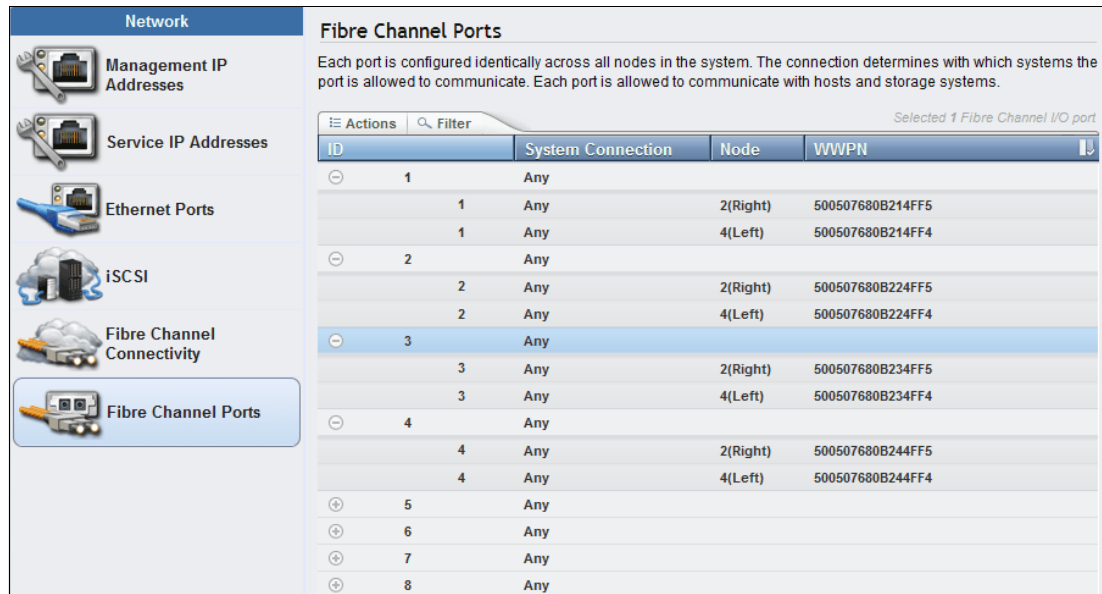 Network
Management IP
Addresses
Service IP Addresses
Ethernet Ports
iSCSI
Fibre Channel
Connectivity
Fibre Channel Ports
Fibre Channel Ports
Each port is configured identically across all nodes in the system. The connection determines with which systems the
port is allowed to communicate. Each port is allowed to communicate with hosts and storage systems.
Actions Filter Selected 1 Fibre Channel I/O port
ID System Connection Node WWPN
1 Any
1 Any 2(Right) 500507680B214FF5
1 Any 4(Left) 500507680B214FF4
2 Any
2 Any 2(Right) 500507680B224FF5
2 Any 4(Left) 500507680B224FF4
3 Any
3 Any 2(Right) 500507680B234FF5
3 Any 4(Left) 500507680B234FF4
4 Any
4 Any 2(Right) 500507680B244FF5
4 Any 4(Left) 500507680B244FF4
5 Any
6 Any
7 Any
8 Any